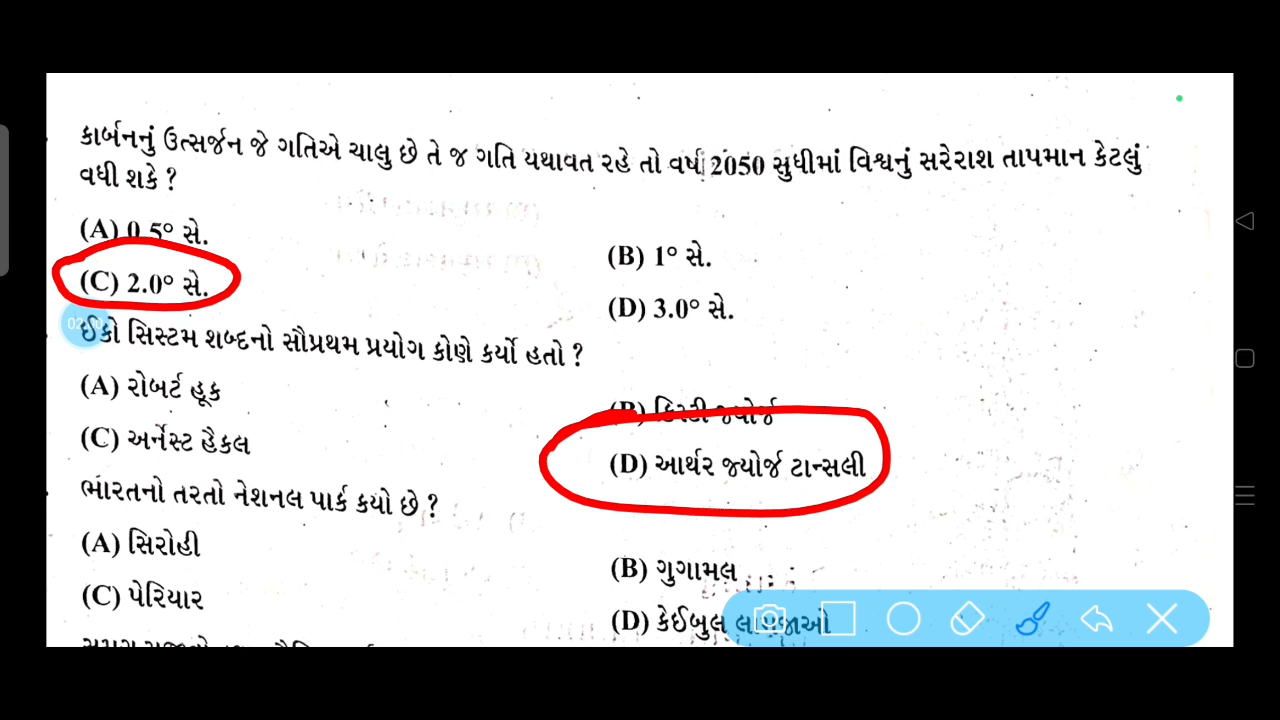 કાર્બનનું ઉત્સર્જન જે ગતિએ ચાલુ છે તે જ ગતિ યથાવત રહે તો વર્ષ 2050 સુધીમાં વિશ્વનું સરેરાશ તાપમાન કેટલું
વધી શકે ?
(A) 0.5° સે.
(B) 1° સે.
(C) 2.0° સે.
(D) 3.0° સે.
ઈકો સિસ્ટમ શબ્દનો સૌપ્રથમ પ્રયોગ કોણે કર્યો હતો ?
(A) રોબર્ટ હૂક
(B) જ્યોર્જ
(C) અર્નેસ્ટ હૈકલ
(D) આર્થર જ્યોર્જ ટાન્સલી
ભારતનો તરતો નેશનલ પાર્ક કયો છે ?
(A) સિરોહી
(B) ગુગામલ
(C) પેરિયાર
(D) કેઈબુલ